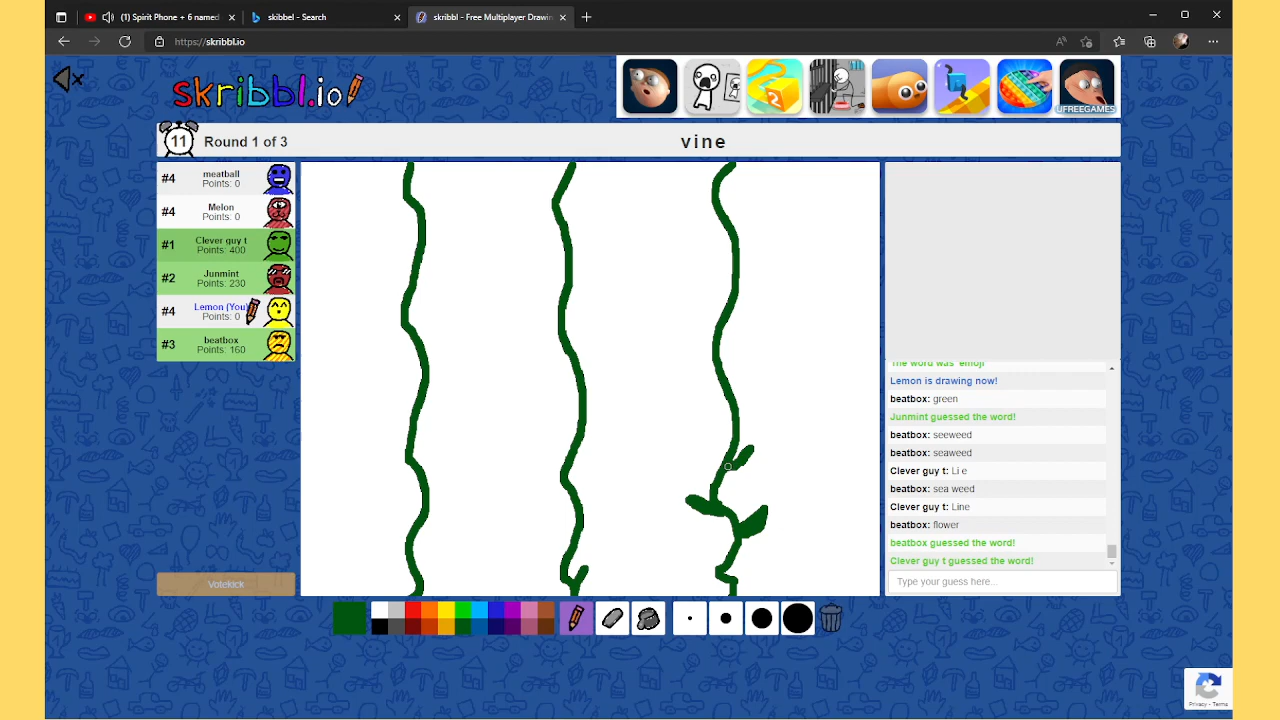 (1) Spirit Phone + 6 named
skibbel - Search
skribbl - Free Multiplayer Drawin
https://skribbl.io
skribbl.io
UFREEGAMES
11
Round 1 of 3
vine
#4
meatball
Points: 0
#4
Melon
Points: 0
#1
Clever guy t
Points: 400
#2
Junmint
Points: 230
#4
Lemon (You)
Points: 0
#3
beatbox
Points: 160
The word was 'emoji'
Lemon is drawing now!
beatbox: green
Junmint guessed the word!
beatbox: seeweed
beatbox: seaweed
Clever guy t: Li e
beatbox: sea weed
Clever guy t: Line
beatbox: flower
beatbox guessed the word!
Clever guy t guessed the word!
Type your guess here...
Votekick
Privacy - Terms